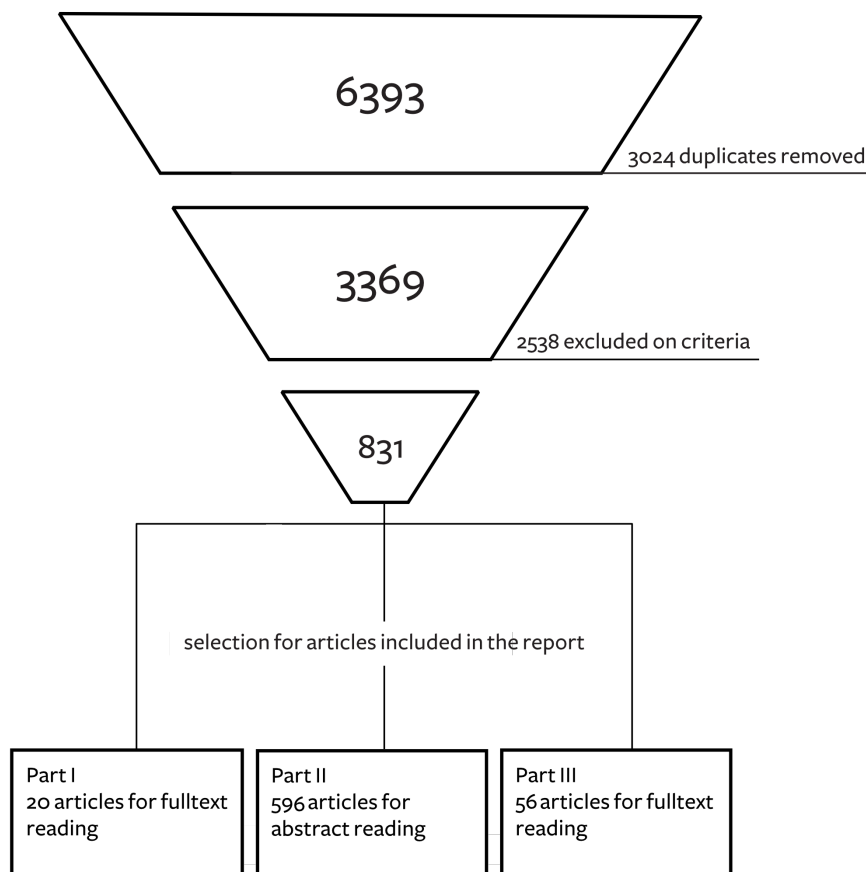 6393
3024 duplicates removed
3369
2538 excluded on criteria
831
selection for articles included in the report
Part I
20 articles for fulltext
reading
Part II
596 articles for
abstract reading
Part III
56 articles for fulltext
reading